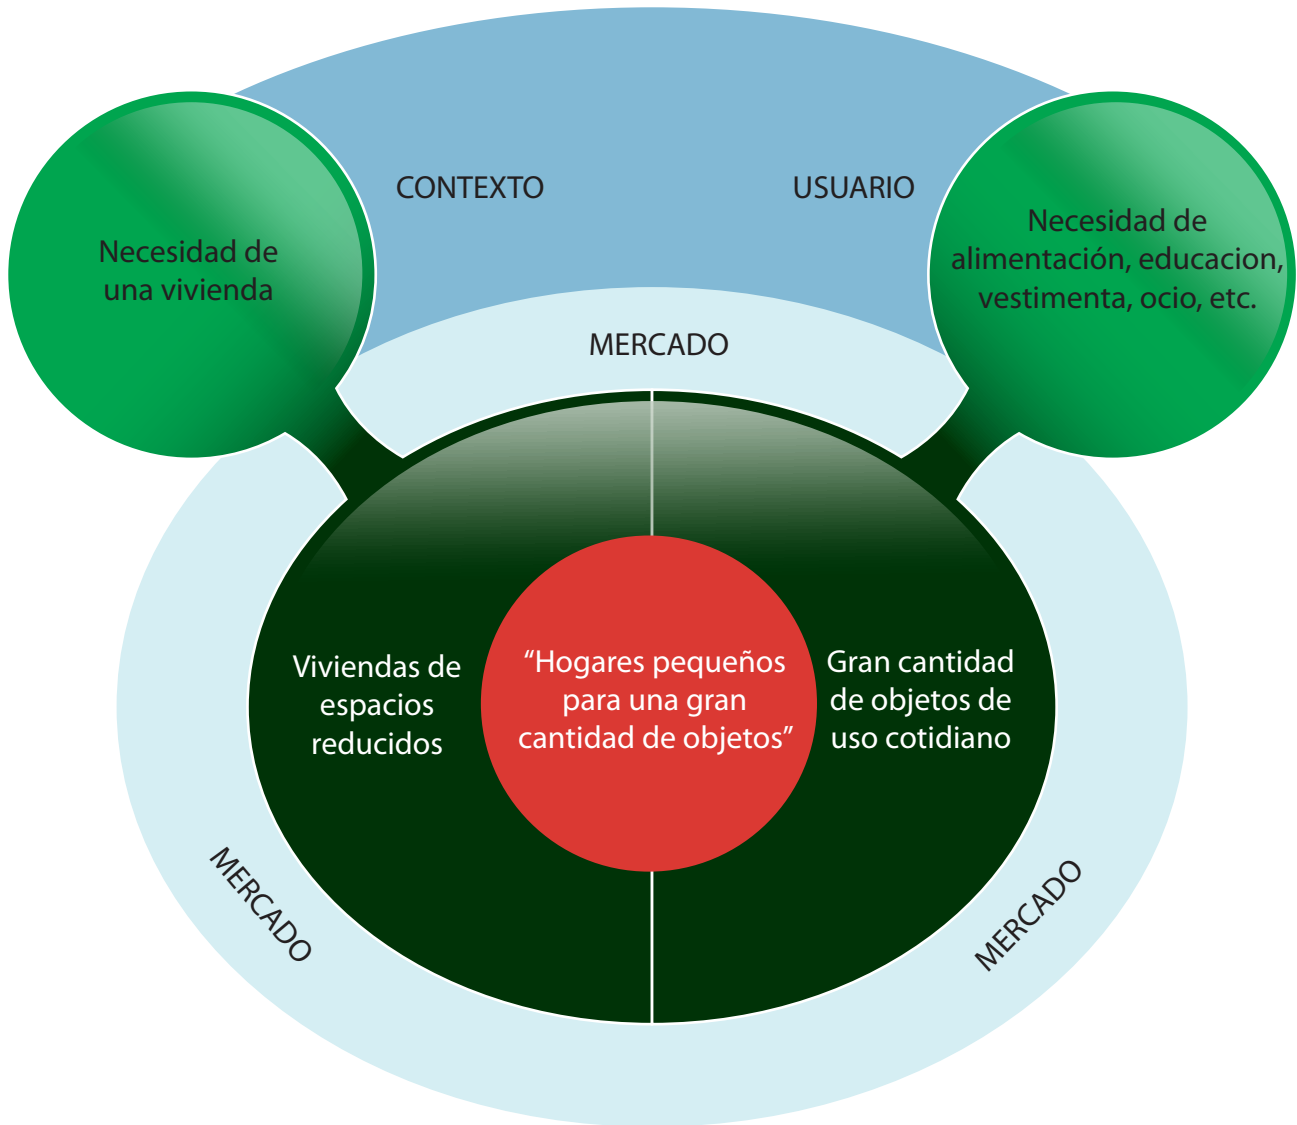 CONTEXTO
USUARIO
Necesidad de
una vivienda
Necesidad de
alimentación, educacion,
vestimenta, ocio, etc.
MERCADO
Viviendas de
espacios
reducidos
“Hogares pequeños
para una gran
cantidad de objetos”
Gran cantidad
de objetos de
uso cotidiano
MERCADO
MERCADO